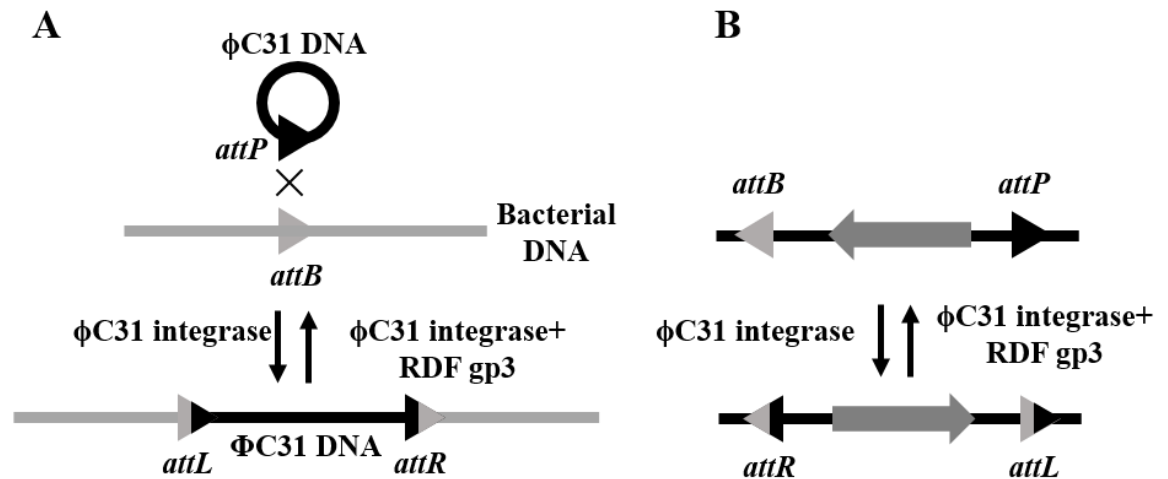 A
ϕC31 DNA
attP
attB
Bacterial
DNA
ϕC31 integrase
ϕC31 integrase+
RDF gp3
ΦC31 DNA
attL
attR
B
attB
attP
ϕC31 integrase
ϕC31 integrase+
RDF gp3
attR
attL